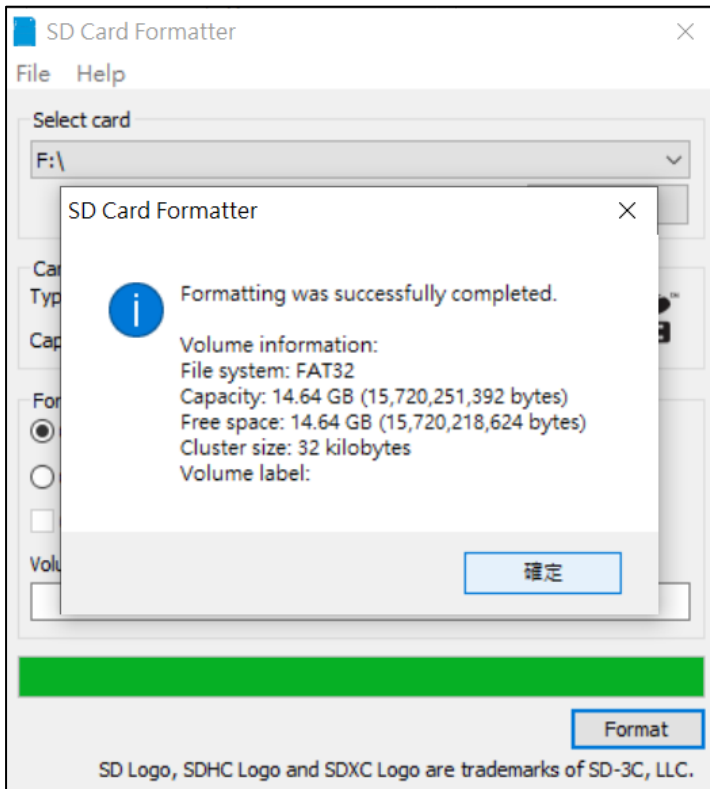 SD Card Formatter
File Help
Select card
F:\
SD Card Formatter
Formatting was successfully completed.
Volume information:
File system: FAT32
Capacity: 14.64 GB (15,720,251,392 bytes)
Free space: 14.64 GB (15,720,218,624 bytes)
Cluster size: 32 kilobytes
Volume label:
確定
Format
SD Logo, SDHC Logo and SDXC Logo are trademarks of SD-3C, LLC.